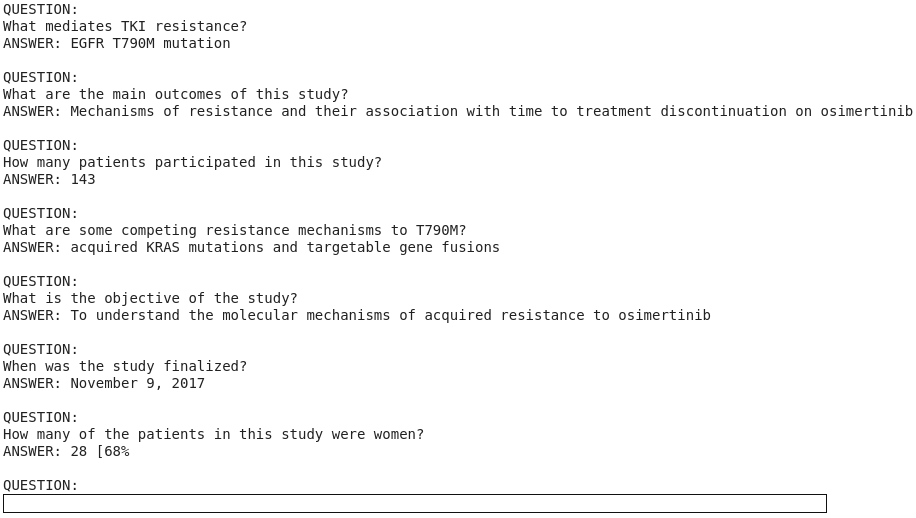 QUESTION:
What mediates TKI resistance?
ANSWER: EGFR T790M mutation
QUESTION:
What are the main outcomes of this study?
ANSWER: Mechanisms of resistance and their association with time to treatment discontinuation on osimertinib
QUESTION:
How many patients participated in this study?
ANSWER: 143
QUESTION:
What are some competing resistance mechanisms to T790M?
ANSWER: acquired KRAS mutations and targetable gene fusions
QUESTION:
What is the objective of the study?
ANSWER: To understand the molecular mechanisms of acquired resistance to osimertinib
QUESTION:
When was the study finalized?
ANSWER: November 9, 2017
QUESTION:
How many of the patients in this study were women?
ANSWER: 28 [68%
QUESTION: